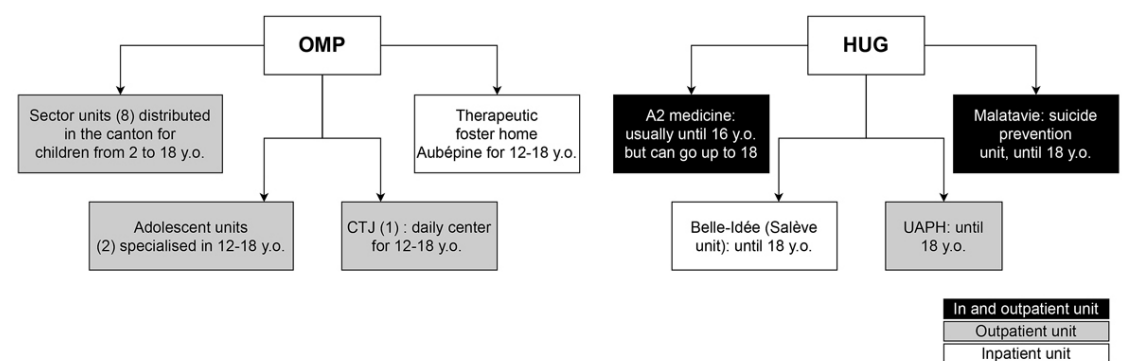 OMP
HUG
Sector units (8) distributed
in the canton for
children from 2 to 18 y.o.
Therapeutic
foster home
Aubépine for 12-18 y.o.
A2 medicine:
usually until 16 y.o.
but can go up to 18
Malatavie: suicide
prevention
unit, until 18 y.o.
Adolescent units
(2) specialised in 12-18 y.o.
CTJ (1) : daily center
for 12-18 y.o.
Belle-Idée (Salève
unit): until 18 y.o.
UAPH: until
18 y.o.
In and outpatient unit
Outpatient unit
Inpatient unit